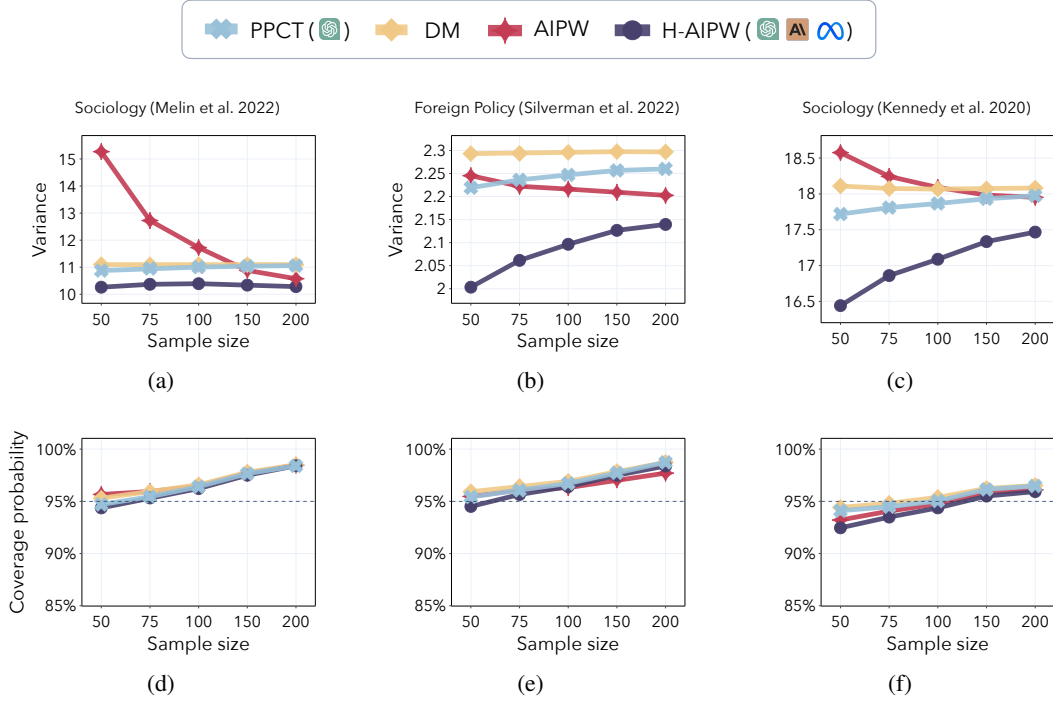 PPCT ( ) DM AIPW H-AIPW ( A\ )
Sociology (Melin et al. 2022)
Variance
15
14
13
12
11
10
50 75 100 150 200
Sample size
(a)
Foreign Policy (Silverman et al. 2022)
Variance
2.3
2.25
2.2
2.15
2.1
2.05
2
50 75 100 150 200
Sample size
(b)
Sociology (Kennedy et al. 2020)
18.5
18
17.5
17
16.5
50 75 100 150 200
Sample size
(c)
Coverage probability
100%
95%
90%
85%
50 75 100 150 200
Sample size
(d)
100%
95%
90%
85%
50 75 100 150 200
Sample size
(e)
100%
95%
90%
85%
50 75 100 150 200
Sample size
(f)